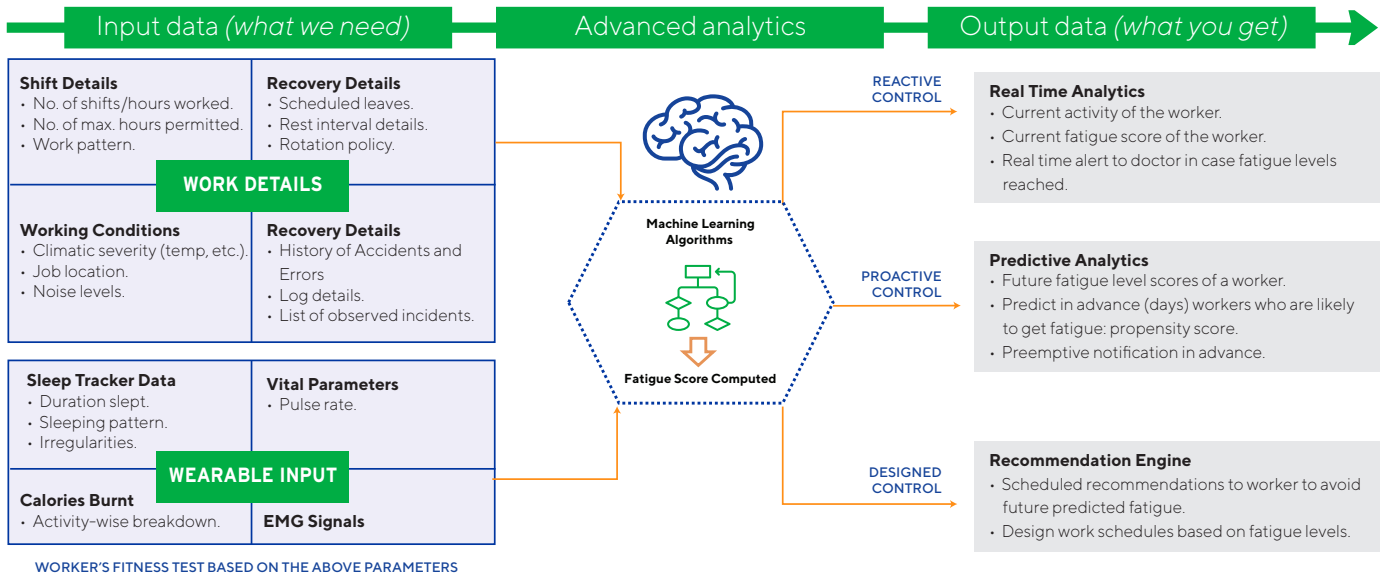 Input data (what we need)
Advanced analytics
Output data (what you get)
Shift Details
• No. of shifts/hours worked.
• No. of max. hours permitted.
• Work pattern.
Recovery Details
• Scheduled leaves.
• Rest interval details.
• Rotation policy.
WORK DETAILS
Working Conditions
• Climatic severity (temp, etc.).
• Job location.
• Noise levels.
Recovery Details
• History of Accidents and
Errors
• Log details.
• List of observed incidents.
Sleep Tracker Data
• Duration slept.
• Sleeping pattern.
• Irregularities.
Vital Parameters
• Pulse rate.
WEARABLE INPUT
Calories Burnt
• Activity-wise breakdown.
EMG Signals
WORKER'S FITNESS TEST BASED ON THE ABOVE PARAMETERS
Machine Learning
Algorithms
Fatigue Score Computed
REACTIVE
CONTROL
Real Time Analytics
• Current activity of the worker.
• Current fatigue score of the worker.
• Real time alert to doctor in case fatigue levels
reached.
PROACTIVE
CONTROL
Predictive Analytics
• Future fatigue level scores of a worker.
• Predict in advance (days) workers who are likely
to get fatigue: propensity score.
• Preemptive notification in advance.
DESIGNED
CONTROL
Recommendation Engine
• Scheduled recommendations to worker to avoid
future predicted fatigue.
• Design work schedules based on fatigue levels.